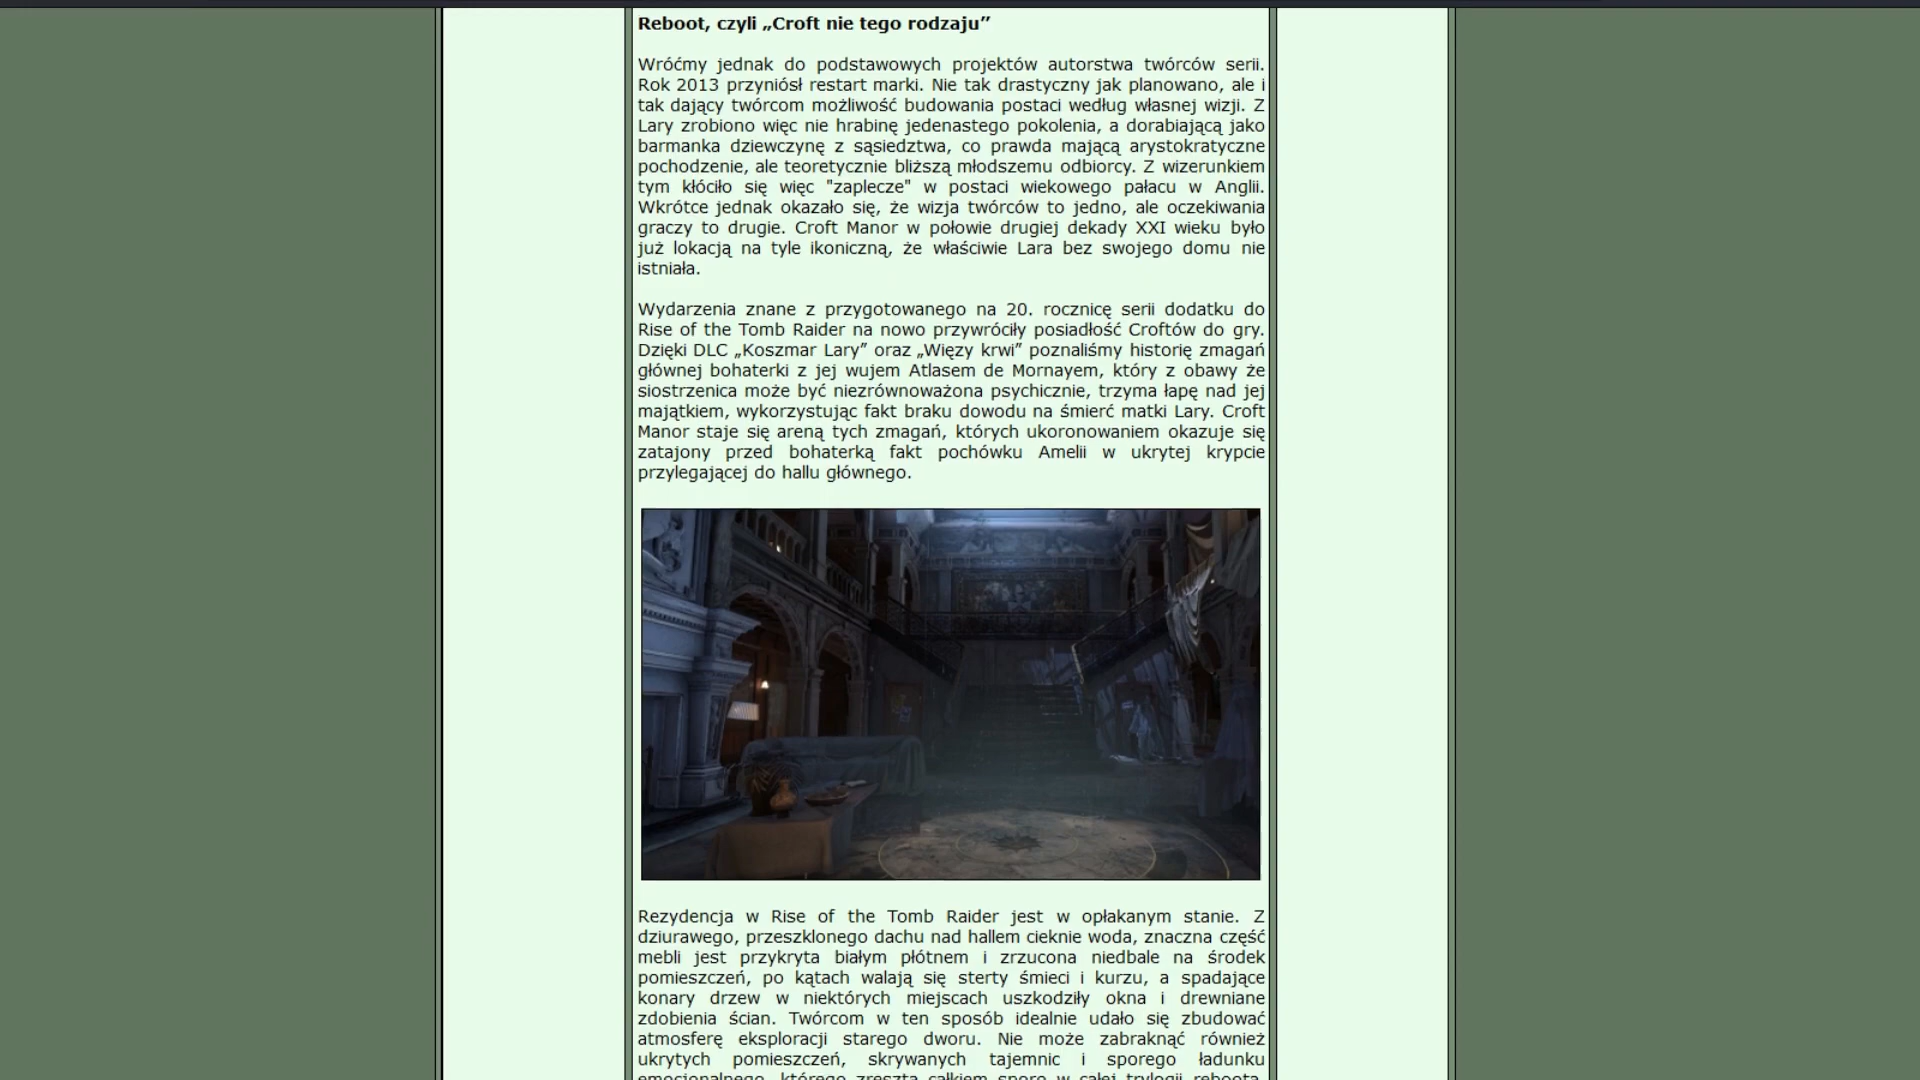 Reboot, czyli „Croft nie tego rodzaju”
Wróćmy jednak do podstawowych projektów autorstwa twórców serii.
Rok 2013 przyniósł restart marki. Nie tak drastyczny jak planowano, ale i
tak dający twórcom możliwość budowania postaci według własnej wizji. Z
Lary zrobiono więc nie hrabinę jedenastego pokolenia, a dorabiającą jako
barmanka dziewczynę z sąsiedztwa, co prawda mającą arystokratyczne
pochodzenie, ale teoretycznie bliższą młodszemu odbiorcy. Z wizerunkiem
tym kłóciło się więc "zaplecze" w postaci wiekowego pałacu w Anglii.
Wkrótce jednak okazało się, że wizja twórców to jedno, ale oczekiwania
graczy to drugie. Croft Manor w połowie drugiej dekady XXI wieku było
już lokacją na tyle ikoniczną, że właściwie Lara bez swojego domu nie
istniała.
Wydarzenia znane z przygotowanego na 20. rocznicę serii dodatku do
Rise of the Tomb Raider na nowo przywróciły posiadłość Croftów do gry.
Dzięki DLC „Koszmar Lary” oraz „Więzy krwi” poznaliśmy historię zmagań
głównej bohaterki z jej wujem Atlasem de Mornayem, który z obawy że
siostrzenica może być niezrównoważona psychicznie, trzyma łapę nad jej
majątkiem, wykorzystując fakt braku dowodu na śmierć matki Lary. Croft
Manor staje się areną tych zmagań, których ukoronowaniem okazuje się
zatajony przed bohaterką fakt pochówku Amelii w ukrytej krypcie
przylegającej do hallu głównego.
Rezydencja w Rise of the Tomb Raider jest w opłakanym stanie. Z
dziurawego, przeszklonego dachu nad hallem cieknie woda, znaczna część
mebli jest przykryta białym płótnem i zrzucona niedbale na środek
pomieszczeń, po kątach walają się sterty śmieci i kurzu, a spadające
konary drzew w niektórych miejscach uszkodziły okna i drewniane
zdobienia ścian. Twórcom w ten sposób idealnie udało się zbudować
atmosferę eksploracji starego dworu. Nie może zabraknąć również
ukrytych pomieszczeń, skrywanych tajemnic i sporego ładunku
emocjonalnego, którego zresztą całkiem sporo w całej trylogii reboota.